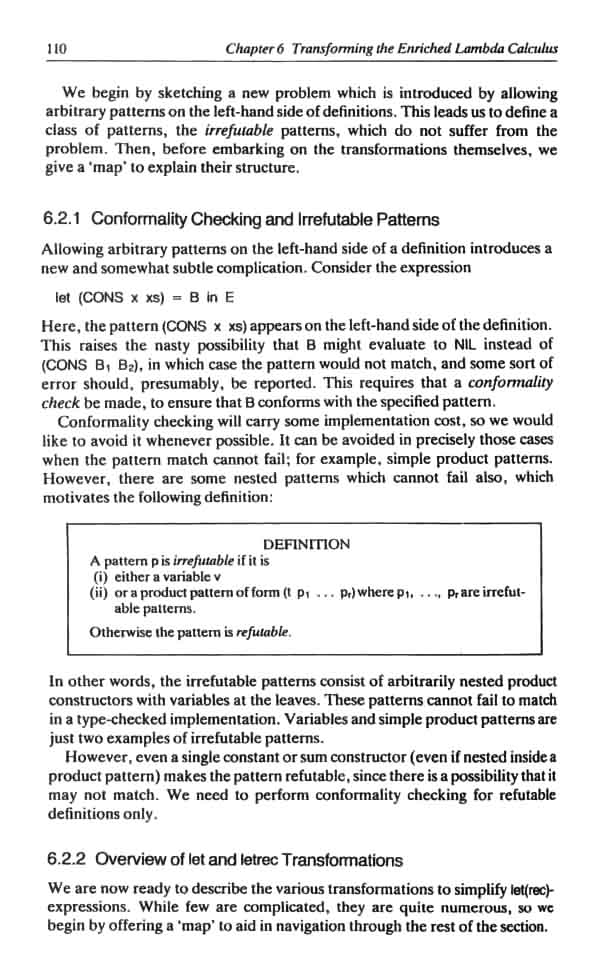 110 Chapter 6 Transforming the Enriched Lambda Calculus
We begin by sketching a new problem which is introduced by allowing
arbitrary patterns on the left-hand side of definitions. This leads us to define a
class of patterns, the irrefutable patterns, which do not suffer from the
problem. Then, before embarking on the transformations themselves, we
give a ‘map’ to explain their structure.
6.2.1 Conformality Checking and Irrefutable Patterns
Allowing arbitrary patterns on the left-hand side of a definition introduces a
new and somewhat subtle complication. Consider the expression
let (CONS x xs) = B in E
Here, the pattern (CONS x xs) appears on the left-hand side of the definition.
This raises the nasty possibility that B might evaluate to NIL instead of
(CONS B₁ B₂), in which case the pattern would not match, and some sort of
error should, presumably, be reported. This requires that a conformality
check be made, to ensure that B conforms with the specified pattern.
Conformality checking will carry some implementation cost, so we would
like to avoid it whenever possible. It can be avoided in precisely those cases
when the pattern match cannot fail; for example, simple product patterns.
However, there are some nested patterns which cannot fail also, which
motivates the following definition:
DEFINITION
A pattern p is irrefutable if it is
(i) either a variable v
(ii) or a product pattern of form (t p₁ ... pᵣ) where p₁, ..., pᵣ are irrefut-
able patterns.
Otherwise the pattern is refutable.
In other words, the irrefutable patterns consist of arbitrarily nested product
constructors with variables at the leaves. These patterns cannot fail to match
in a type-checked implementation. Variables and simple product patterns are
just two examples of irrefutable patterns.
However, even a single constant or sum constructor (even if nested inside a
product pattern) makes the pattern refutable, since there is a possibility that it
may not match. We need to perform conformality checking for refutable
definitions only.
6.2.2 Overview of let and letrec Transformations
We are now ready to describe the various transformations to simplify let(rec)-
expressions. While few are complicated, they are quite numerous, so we
begin by offering a ‘map’ to aid in navigation through the rest of the section.